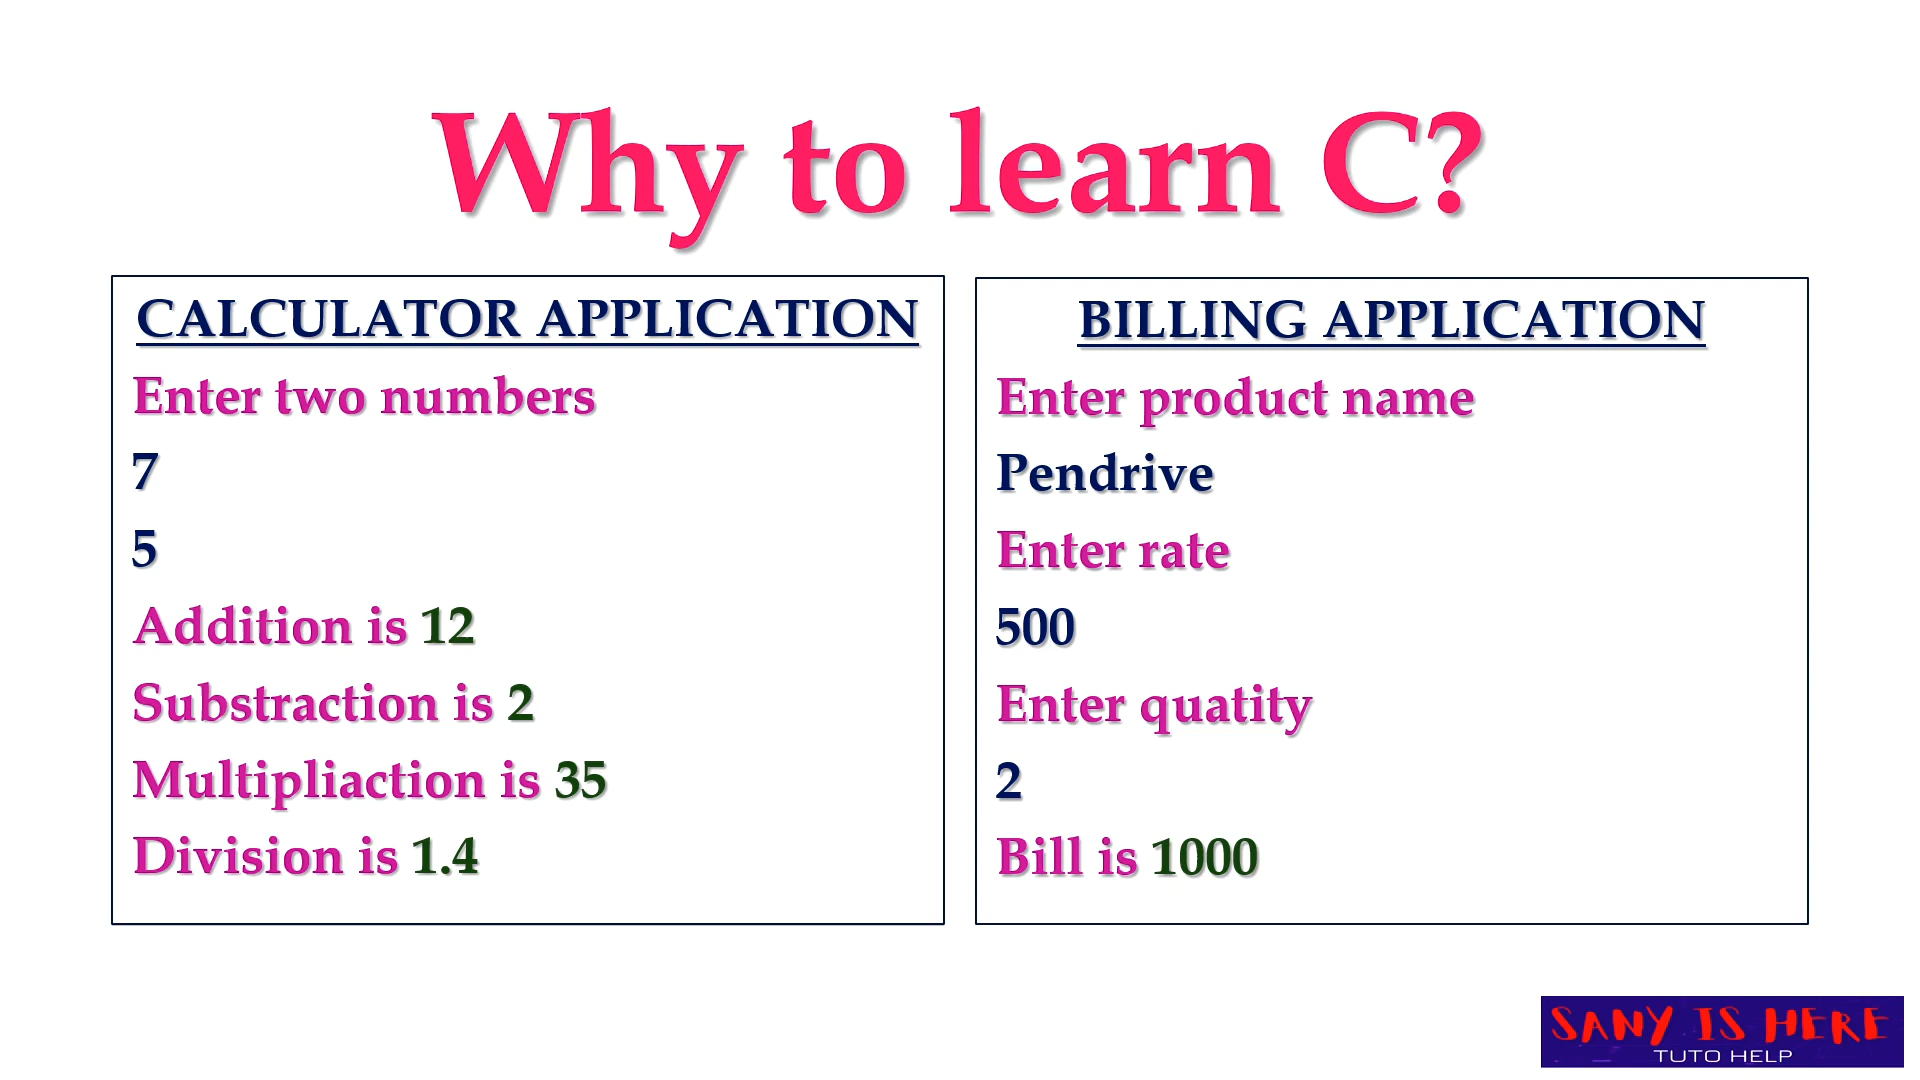 Why to learn C?
CALCULATOR APPLICATION
Enter two numbers
7
5
Addition is 12
Substraction is 2
Multipliaction is 35
Division is 1.4
BILLING APPLICATION
Enter product name
Pendrive
Enter rate
500
Enter quatity
2
Bill is 1000
SANY IS HERE
TUTO HELP